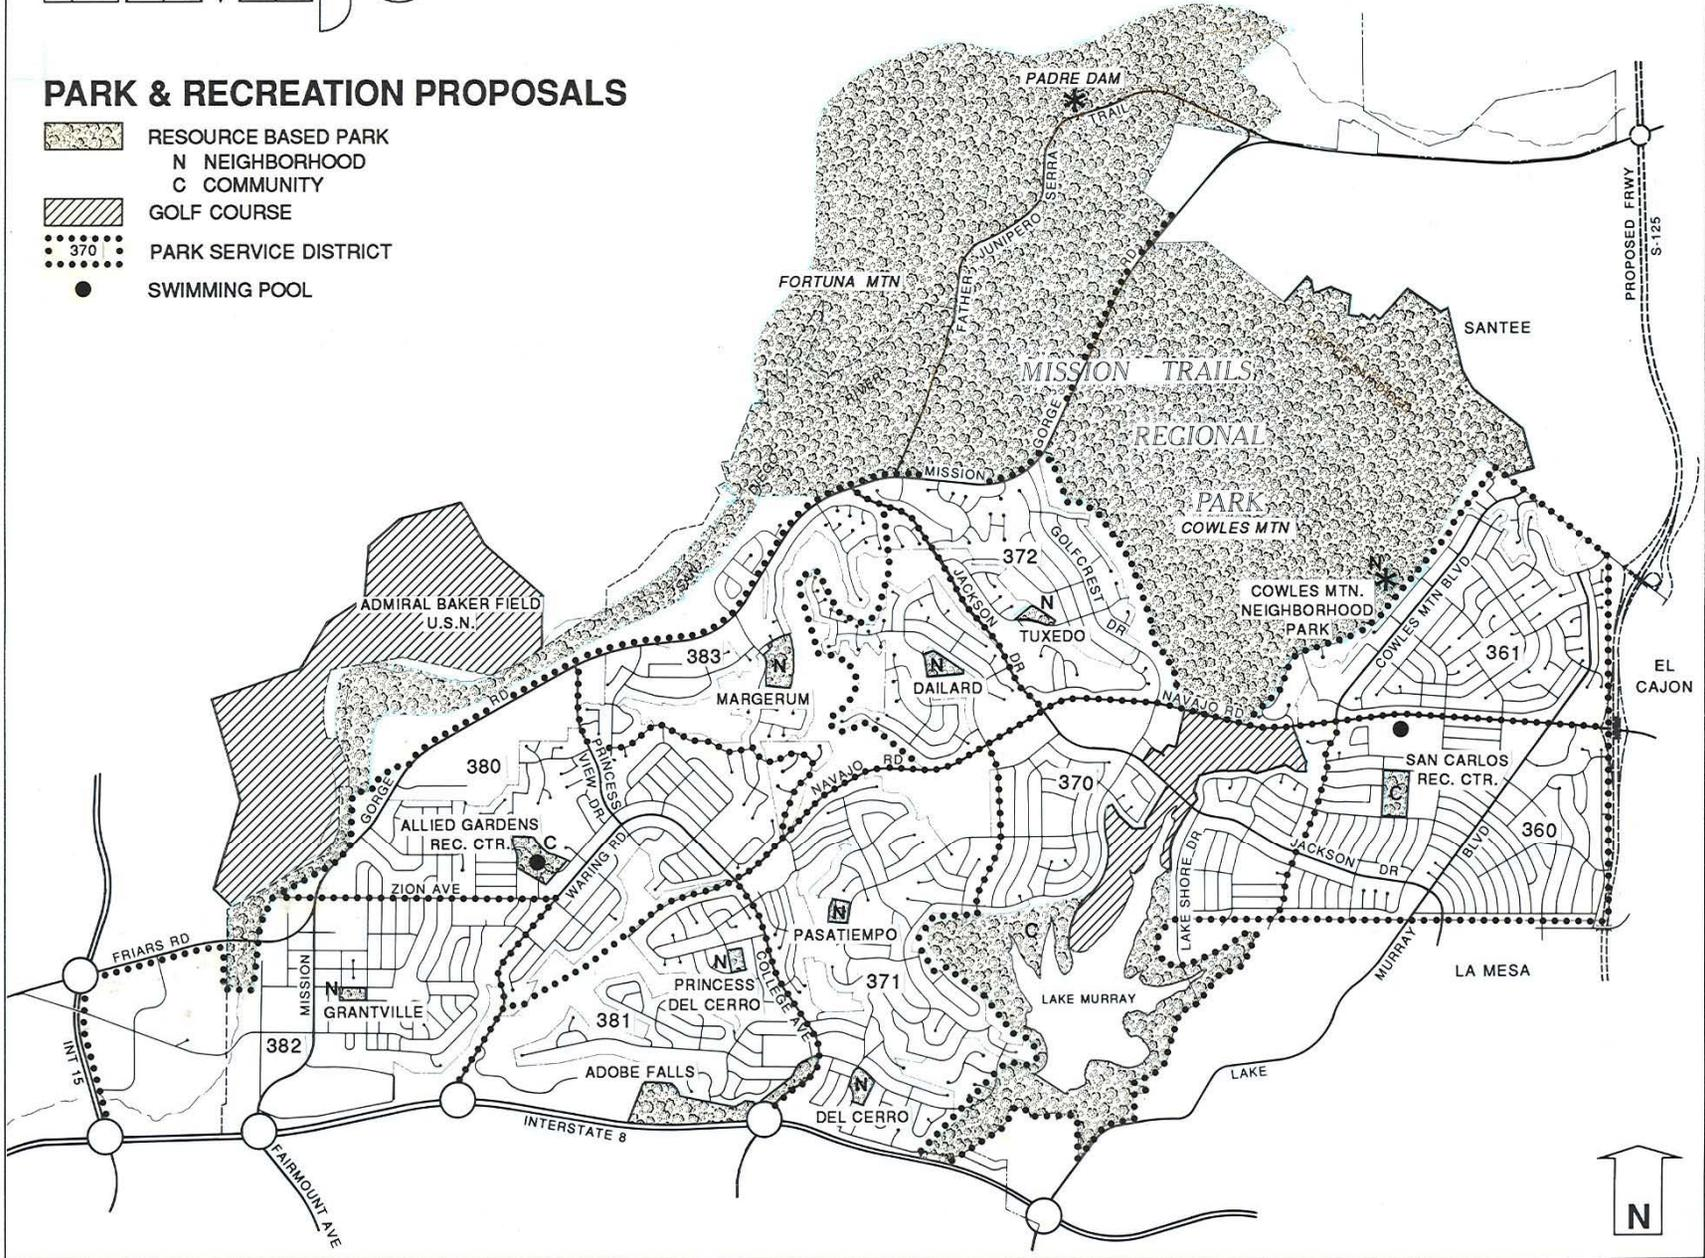 PARK & RECREATION PROPOSALS
RESOURCE BASED PARK
N NEIGHBORHOOD
C COMMUNITY
GOLF COURSE
370 PARK SERVICE DISTRICT
SWIMMING POOL
PADRE DAM
FATHER JUNIPERO SERRA TRAIL
FORTUNA MTN
PROPOSED FRWY
S-125
SANTEE
MISSION TRAILS
REGIONAL
PARK
COWLES MTN
MISSION GORGE RD
SAN DIEGO RIVER
ADMIRAL BAKER FIELD
U.S.N.
372
GOLFCREST DR
JACKSON DR
N
TUXEDO
N
COWLES MTN.
NEIGHBORHOOD
PARK
COWLES MTN BLVD
361
EL
CAJON
383
N
MARGERUM
N
DAILARD
NAVAJO RD
SAN CARLOS
REC. CTR.
C
380
PRINCESS
VIEW DR
NAVAJO RD
370
360
GORGE RD
ALLIED GARDENS
REC. CTR.
C
WARING RD
JACKSON DR
BLVD
LAKE SHORE DR
ZION AVE
N
PASATIEMPO
C
FRIARS RD
MISSION
N
PRINCESS
DEL CERRO
COLLEGE AVE
371
LAKE MURRAY
MURRAY
LA MESA
N
GRANTVILLE
381
382
INT 15
ADOBE FALLS
N
DEL CERRO
LAKE
INTERSTATE 8
FAIRMOUNT AVE
N